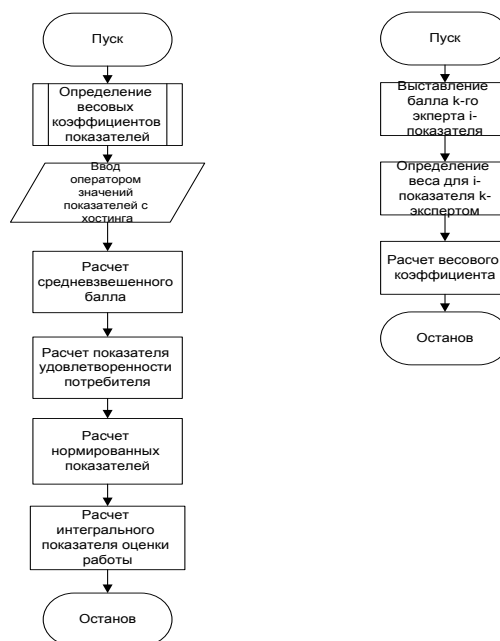 Пуск
Определение
весовых
коэффициентов
показателей
Ввод
оператором
значений
показателей с
хостинга
Расчет
средневзвешенного
балла
Расчет показателя
удовлетворенности
потребителя
Расчет
нормированных
показателей
Расчет
интегрального
показателя оценки
работы
Останов
Пуск
Выставление
балла k-го
эксперта i-
показателя
Определение
веса для i-
показателя k-
экспертом
Расчет весового
коэффициента
Останов